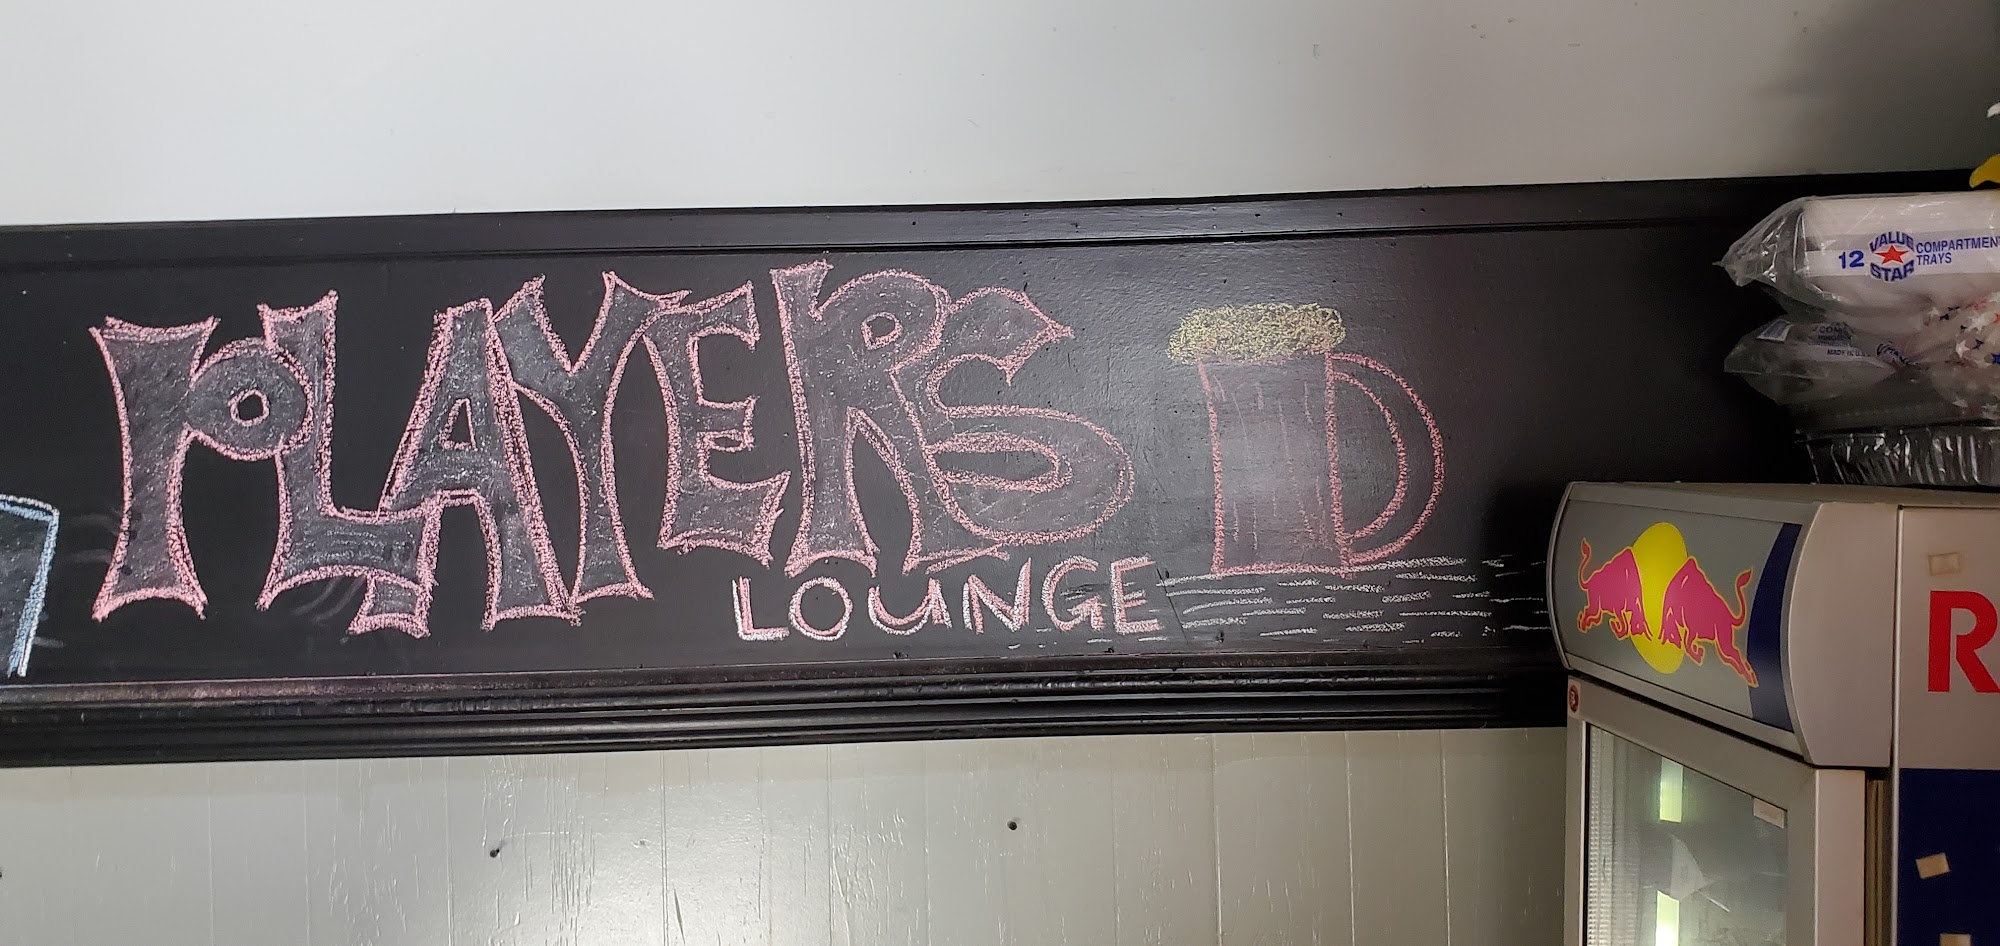 PLAYERS
LOUNGE
12 VALUE STAR COMPARTMENT TRAYS
R